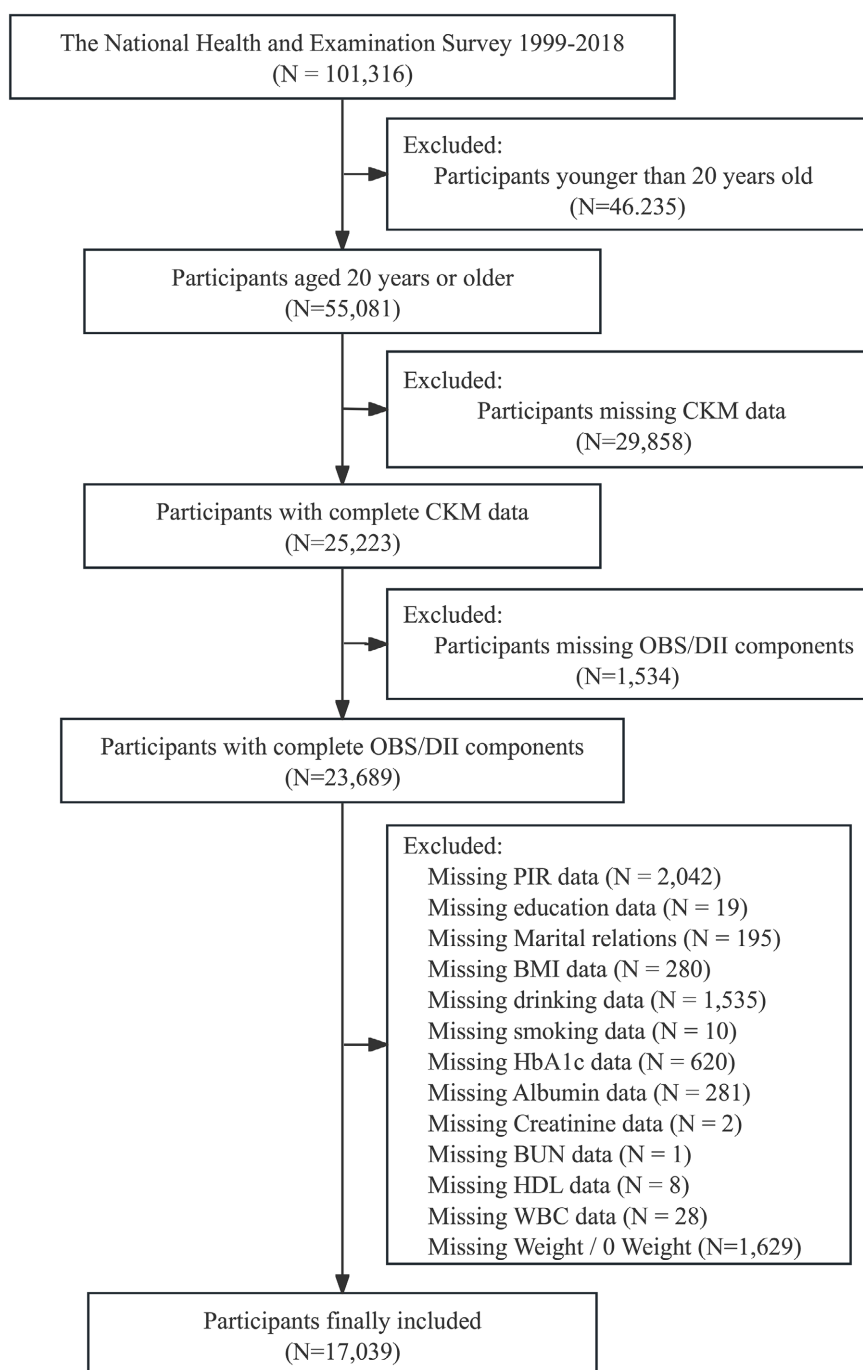 The National Health and Examination Survey 1999-2018
(N = 101,316)
Excluded:
Participants younger than 20 years old
(N=46.235)
Participants aged 20 years or older
(N=55,081)
Excluded:
Participants missing CKM data
(N=29,858)
Participants with complete CKM data
(N=25,223)
Excluded:
Participants missing OBS/DII components
(N=1,534)
Participants with complete OBS/DII components
(N=23,689)
Excluded:
Missing PIR data (N = 2,042)
Missing education data (N = 19)
Missing Marital relations (N = 195)
Missing BMI data (N = 280)
Missing drinking data (N = 1,535)
Missing smoking data (N = 10)
Missing HbA1c data (N = 620)
Missing Albumin data (N = 281)
Missing Creatinine data (N = 2)
Missing BUN data (N = 1)
Missing HDL data (N = 8)
Missing WBC data (N = 28)
Missing Weight / 0 Weight (N=1,629)
Participants finally included
(N=17,039)